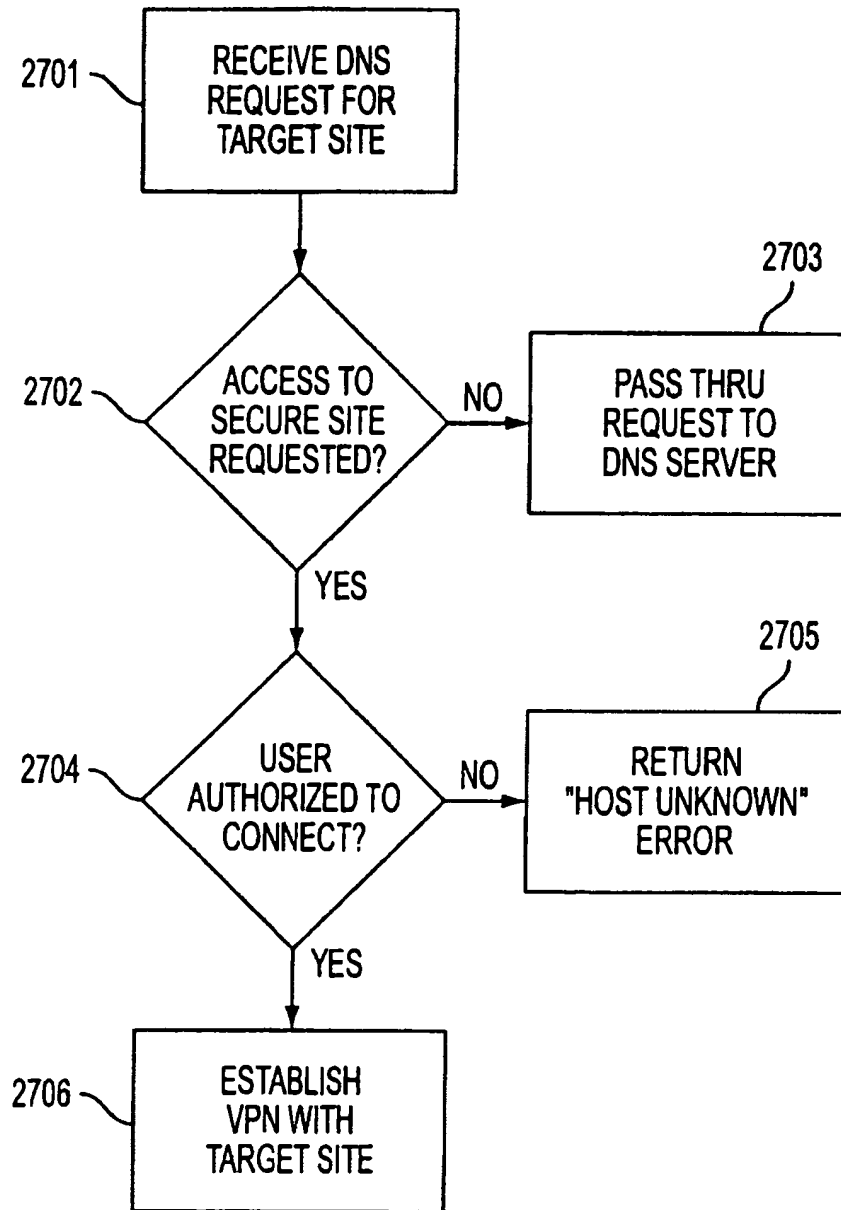 2701
RECEIVE DNS
REQUEST FOR
TARGET SITE
2702
ACCESS TO
SECURE SITE
REQUESTED?
NO
2703
PASS THRU
REQUEST TO
DNS SERVER
YES
2704
USER
AUTHORIZED TO
CONNECT?
NO
2705
RETURN
"HOST UNKNOWN"
ERROR
YES
2706
ESTABLISH
VPN WITH
TARGET SITE